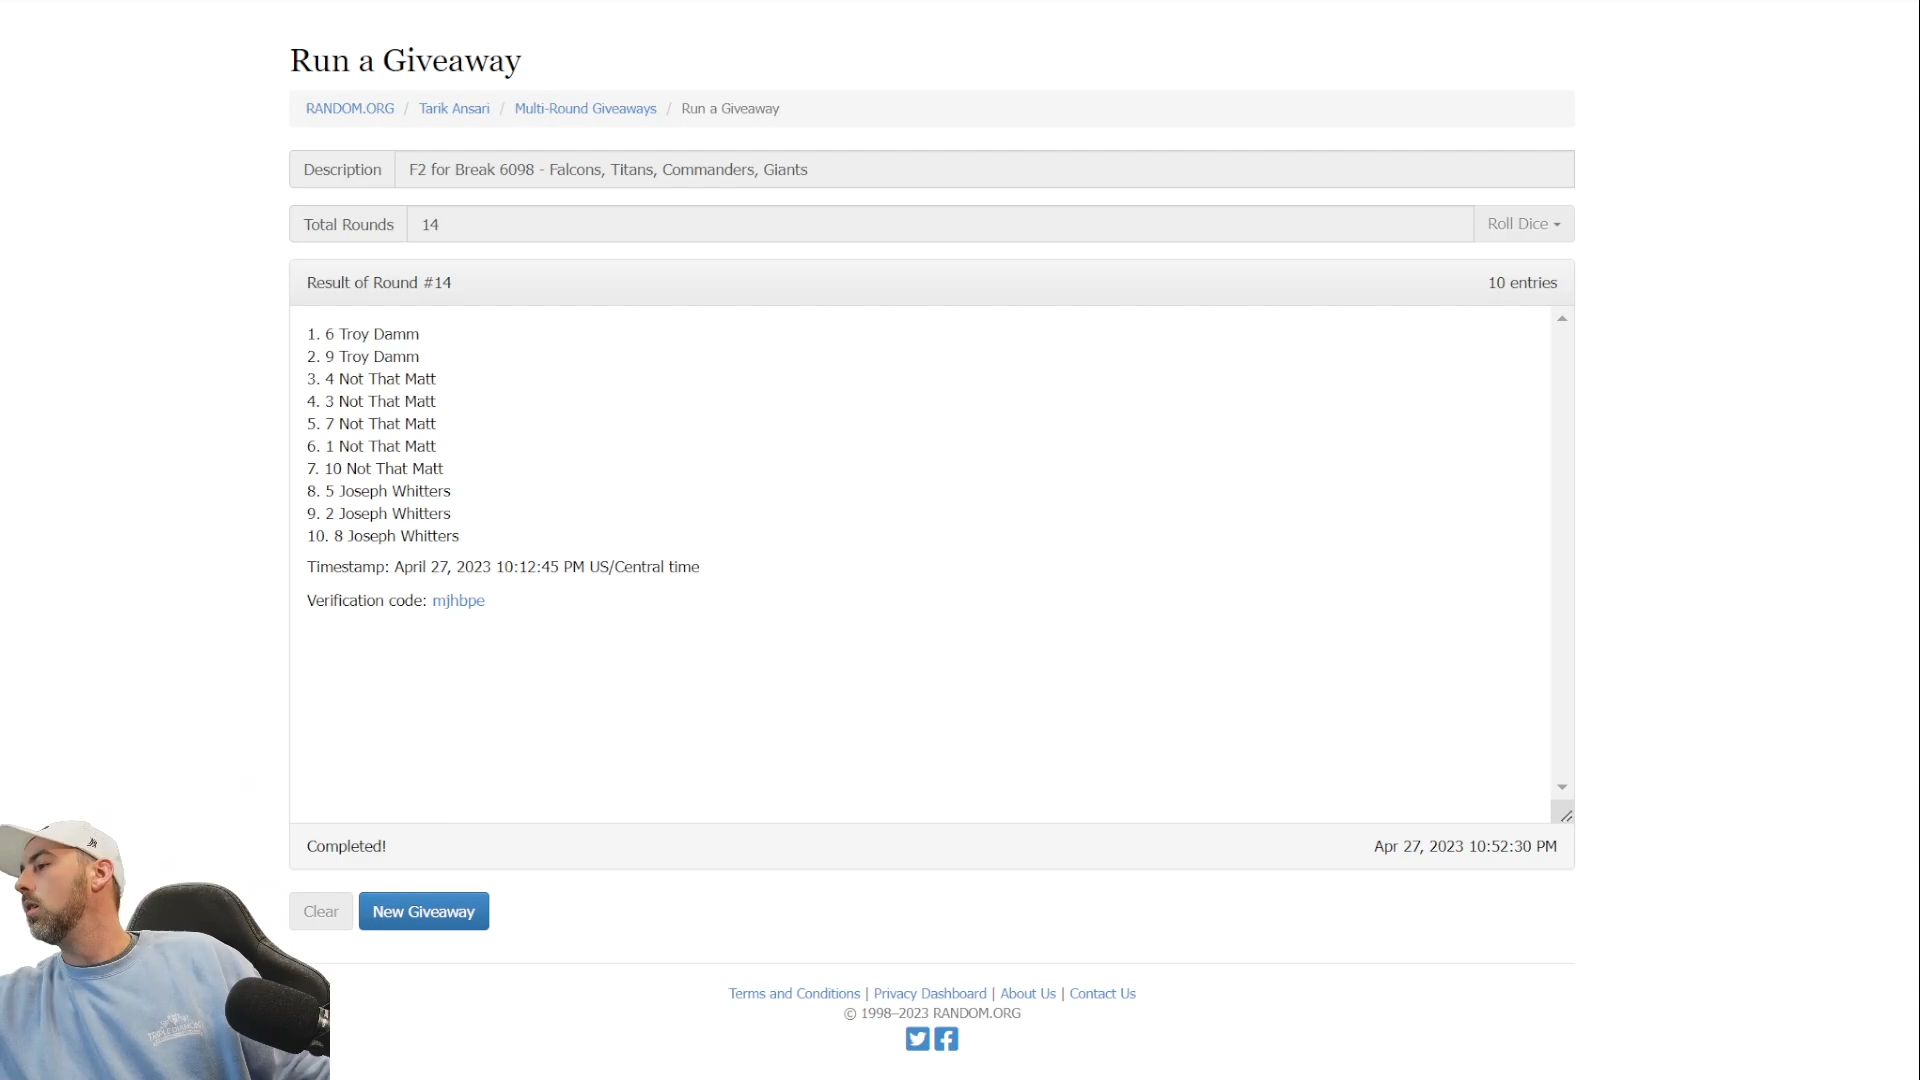 Run a Giveaway
RANDOM.ORG / Tarik Ansari / Multi-Round Giveaways / Run a Giveaway
Description F2 for Break 6098 - Falcons, Titans, Commanders, Giants
Total Rounds 14 Roll Dice
Result of Round #14 10 entries
1. 6 Troy Damm
2. 9 Troy Damm
3. 4 Not That Matt
4. 3 Not That Matt
5. 7 Not That Matt
6. 1 Not That Matt
7. 10 Not That Matt
8. 5 Joseph Whitters
9. 2 Joseph Whitters
10. 8 Joseph Whitters
Timestamp: April 27, 2023 10:12:45 PM US/Central time
Verification code: mjhbpe
Completed! Apr 27, 2023 10:52:30 PM
Clear New Giveaway
TRIPLE DIAMOND
Terms and Conditions | Privacy Dashboard | About Us | Contact Us
© 1998–2023 RANDOM.ORG